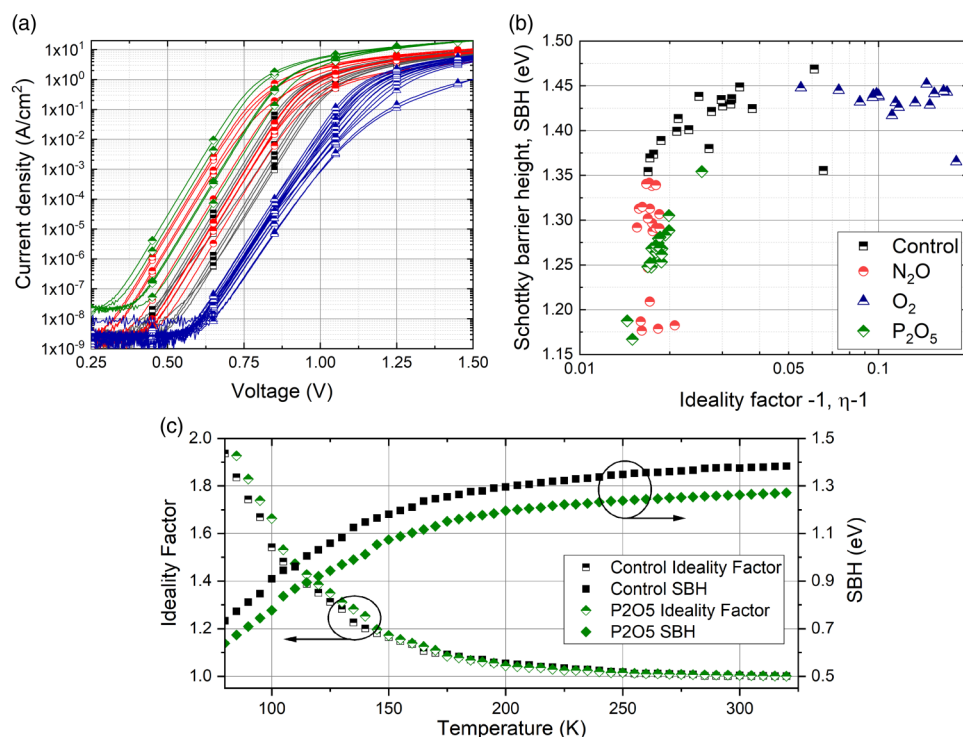 (a)
Current density (A/cm²)
1x10¹
1x10⁰
1x10⁻¹
1x10⁻²
1x10⁻³
1x10⁻⁴
1x10⁻⁵
1x10⁻⁶
1x10⁻⁷
1x10⁻⁸
1x10⁻⁹
0.25 0.50 0.75 1.00 1.25 1.50
Voltage (V)
(b)
Schottky barrier height, SBH (eV)
1.50
1.45
1.40
1.35
1.30
1.25
1.20
1.15
Control
N₂O
O₂
P₂O₅
0.01 0.1
Ideality factor -1, η-1
(c)
Ideality Factor
2.0
1.8
1.6
1.4
1.2
1.0
SBH (eV)
1.5
1.3
1.1
0.9
0.7
0.5
Control Ideality Factor
Control SBH
P2O5 Ideality Factor
P2O5 SBH
100 150 200 250 300
Temperature (K)